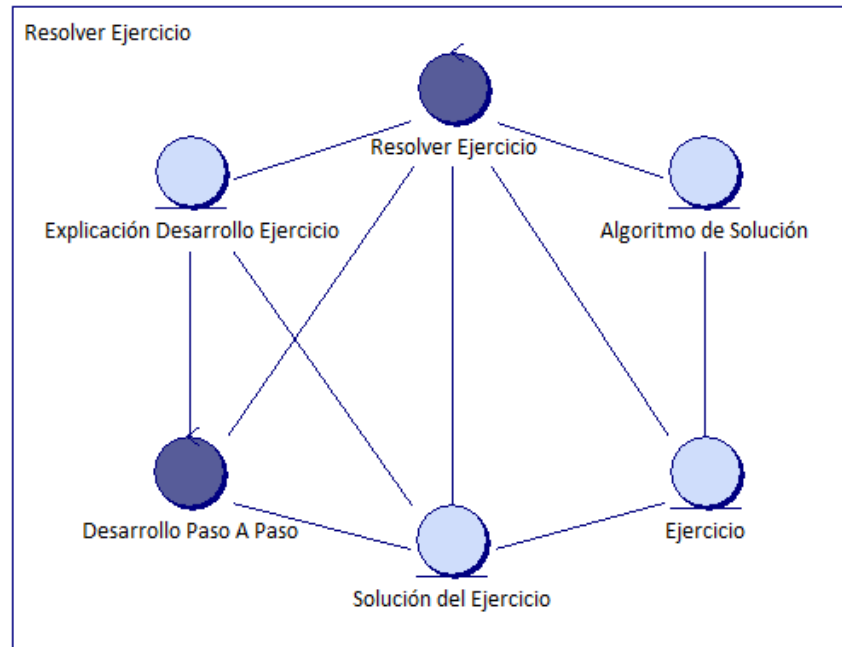 Resolver Ejercicio
Resolver Ejercicio
Explicación Desarrollo Ejercicio
Algoritmo de Solución
Desarrollo Paso A Paso
Ejercicio
Solución del Ejercicio